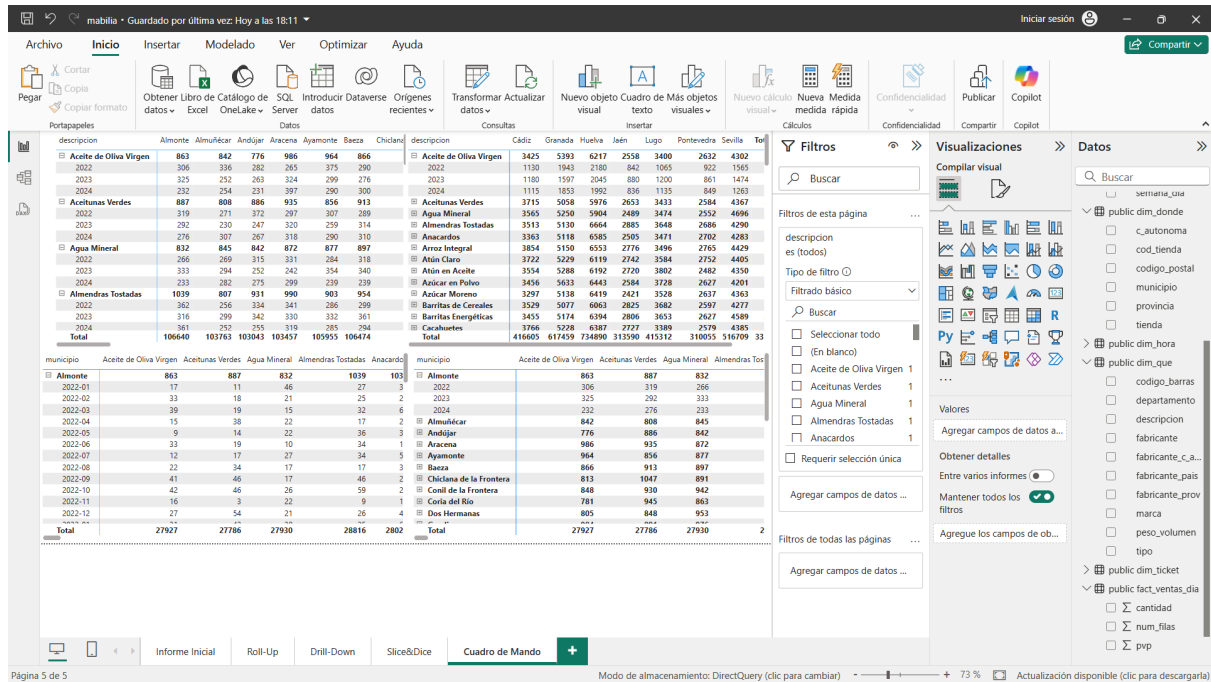 mabilia • Guardado por última vez: Hoy a las 18:11
Iniciar sesión
Archivo Inicio Insertar Modelado Ver Optimizar Ayuda
Compartir
Pegar
Cortar
Copia
Copiar formato
Obtener datos
Libro de Excel
Catálogo de OneLake
SQL Server
Introducir datos
Dataverse
Orígenes recientes
Transformar datos
Actualizar
Nuevo objeto visual
Cuadro de texto
Más objetos visuales
Nuevo cálculo visual
Nueva medida
Medida rápida
Confidencialidad
Publicar
Copilot
Portapapeles Datos Consultas Insertar Cálculos Confidencialidad Compartir Copilot
descripcion Almonte Almuñécar Andújar Aracena Ayamonte Baeza Chiclana
Aceite de Oliva Virgen 863 842 776 986 964 866
2022 306 336 282 265 375 290
2023 325 252 263 324 299 276
2024 232 254 231 397 290 300
Aceitunas Verdes 887 808 886 935 856 913
2022 319 271 372 297 307 289
2023 292 230 247 320 259 314
2024 276 307 267 318 290 310
Agua Mineral 832 845 842 872 877 897
2022 266 269 315 331 284 318
2023 333 294 252 242 354 340
2024 233 282 275 299 239 239
Almendras Tostadas 1039 807 931 990 903 954
2022 362 256 334 341 286 299
2023 316 299 342 330 332 361
2024 361 252 255 319 285 294
Total 106640 103763 103043 103457 105955 106474
descripcion Cádiz Granada Huelva Jaén Lugo Pontevedra Sevilla
Aceite de Oliva Virgen 3425 5393 6217 2558 3400 2632 4302
2022 1130 1943 2180 842 1065 922 1565
2023 1180 1597 2045 880 1200 861 1474
2024 1115 1853 1992 836 1135 849 1263
Aceitunas Verdes 3715 5058 5976 2653 3433 2584 4367
Agua Mineral 3565 5250 5904 2489 3474 2552 4696
Almendras Tostadas 3513 5130 6664 2885 3648 2686 4290
Anacardos 3363 5118 6585 2505 3471 2702 4283
Arroz Integral 3854 5150 6553 2776 3496 2765 4429
Atún Claro 3722 5229 6119 2742 3584 2752 4405
Atún en Aceite 3554 5288 6192 2720 3802 2482 4350
Azúcar en Polvo 3456 5633 6443 2584 3728 2627 4201
Azúcar Moreno 3297 5138 6419 2421 3528 2637 4363
Barritas de Cereales 3529 5077 6063 2825 3682 2597 4277
Barritas Energéticas 3455 5174 6394 2806 3653 2627 4589
Cacahuetes 3766 5228 6387 2727 3389 2579 4385
Total 416605 617459 734890 313590 415312 310055 516709 33
municipio Aceite de Oliva Virgen Aceitunas Verdes Agua Mineral Almendras Tostadas Anacardo
Almonte 863 887 832 1039 103
2022-01 17 11 46 27 3
2022-02 33 18 21 25 2
2022-03 39 19 15 32 6
2022-04 15 38 22 17 2
2022-05 9 14 22 36 3
2022-06 33 19 10 34 1
2022-07 12 17 27 34 5
2022-08 22 34 17 17 3
2022-09 41 46 17 46 2
2022-10 42 46 26 59 2
2022-11 16 3 22 9 1
2022-12 27 54 21 26 4
Total 27927 27786 27930 28816 2802
municipio Aceite de Oliva Virgen Aceitunas Verdes Agua Mineral Almendras Tos
Almonte 863 887 832
2022 306 319 266
2023 325 292 333
2024 232 276 233
Almuñécar 842 808 845
Andújar 776 886 842
Aracena 986 935 872
Ayamonte 964 856 877
Baeza 866 913 897
Chiclana de la Frontera 813 1047 891
Conil de la Frontera 848 930 942
Coria del Río 781 945 863
Dos Hermanas 805 848 953
Total 27927 27786 27930 2
Filtros
Buscar
Filtros de esta página ...
descripcion
es (todos)
Tipo de filtro
Filtrado básico
Buscar
Seleccionar todo
(En blanco)
Aceite de Oliva Virgen 1
Aceitunas Verdes 1
Agua Mineral 1
Almendras Tostadas 1
Anacardos 1
Requerir selección única
Agregar campos de datos ...
Filtros de todas las páginas ...
Agregar campos de datos ...
Visualizaciones
Compilar visual
123
R
Py
...
Valores
Agregar campos de datos a...
Obtener detalles
Entre varios informes
Mantener todos los filtros
Agregue los campos de ob...
Datos
Buscar
semana_dia
public dim_donde
c_autonoma
cod_tienda
codigo_postal
municipio
provincia
tienda
public dim_hora
public dim_que
codigo_barras
departamento
descripcion
fabricante
fabricante_c_a...
fabricante_pais
fabricante_prov
marca
peso_volumen
tipo
public dim_ticket
public fact_ventas_dia
∑ cantidad
∑ num_filas
∑ pvp
Informe Inicial Roll-Up Drill-Down Slice&Dice Cuadro de Mando +
Página 5 de 5
Modo de almacenamiento: DirectQuery (clic para cambiar)
- + 73 %
Actualización disponible (clic para descargarla)